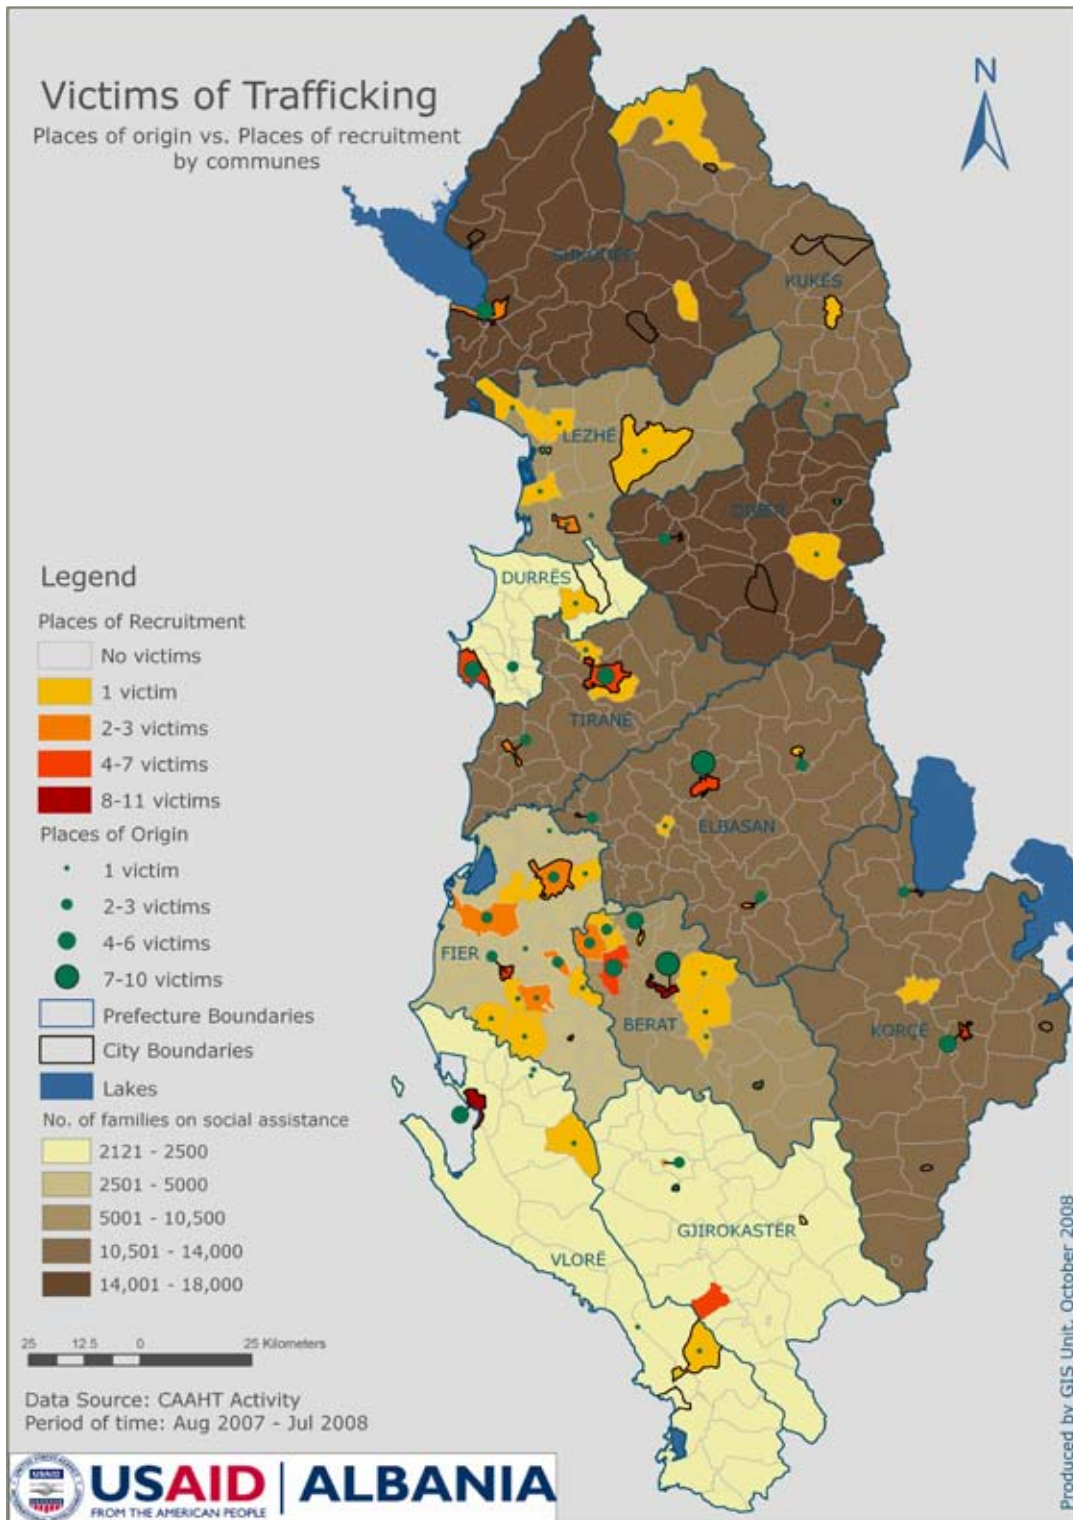 Victims of Trafficking
Places of origin vs. Places of recruitment
by communes
N
SHKODËR
KUKËS
LEZHË
DIBËR
DURRËS
TIRANË
ELBASAN
FIER
BERAT
KORÇË
GJIROKASTËR
VLORË
Legend
Places of Recruitment
No victims
1 victim
2-3 victims
4-7 victims
8-11 victims
Places of Origin
1 victim
2-3 victims
4-6 victims
7-10 victims
Prefecture Boundaries
City Boundaries
Lakes
No. of families on social assistance
2121 - 2500
2501 - 5000
5001 - 10,500
10,501 - 14,000
14,001 - 18,000
25 12.5 0 25 Kilometers
Data Source: CAAHT Activity
Period of time: Aug 2007 - Jul 2008
Produced by GIS Unit, October 2008
USAID
USAID | ALBANIA
FROM THE AMERICAN PEOPLE